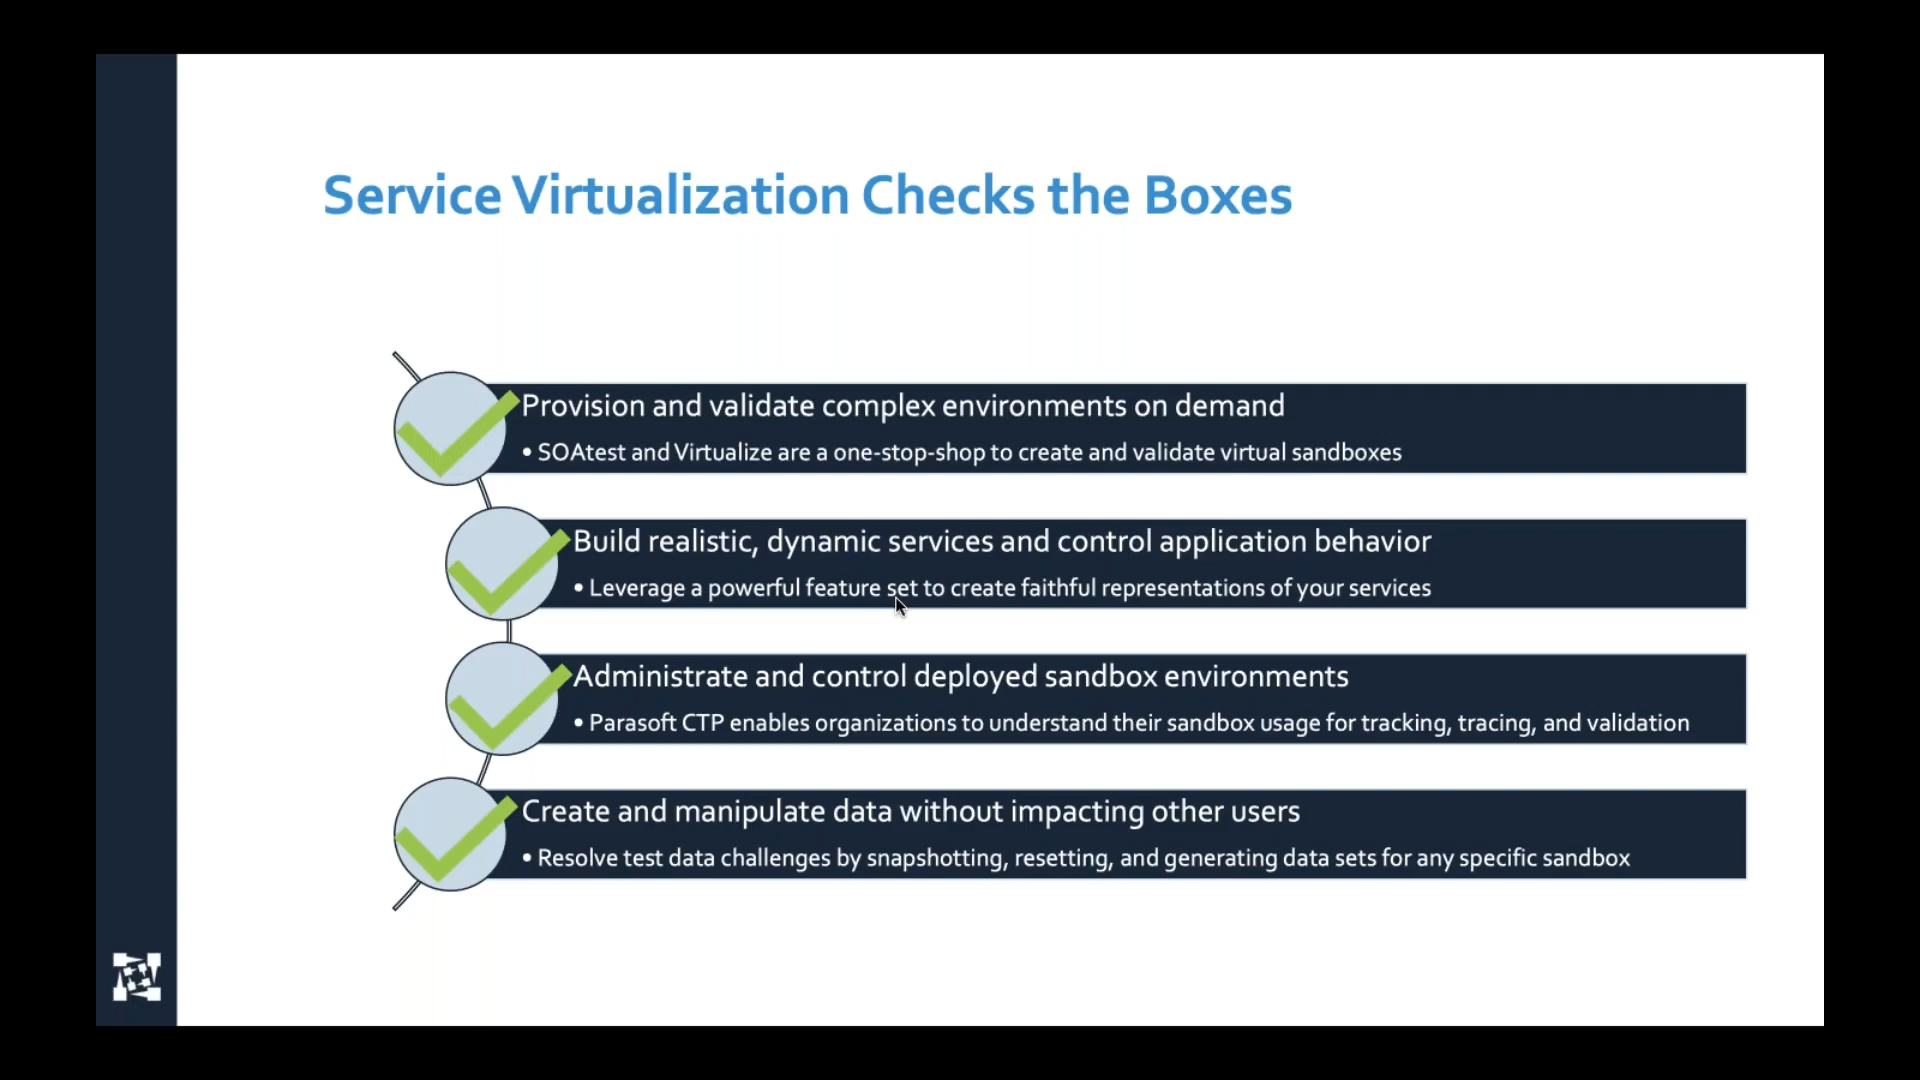 Service Virtualization Checks the Boxes
Provision and validate complex environments on demand
• SOAtest and Virtualize are a one-stop-shop to create and validate virtual sandboxes
Build realistic, dynamic services and control application behavior
• Leverage a powerful feature set to create faithful representations of your services
Administrate and control deployed sandbox environments
• Parasoft CTP enables organizations to understand their sandbox usage for tracking, tracing, and validation
Create and manipulate data without impacting other users
• Resolve test data challenges by snapshotting, resetting, and generating data sets for any specific sandbox